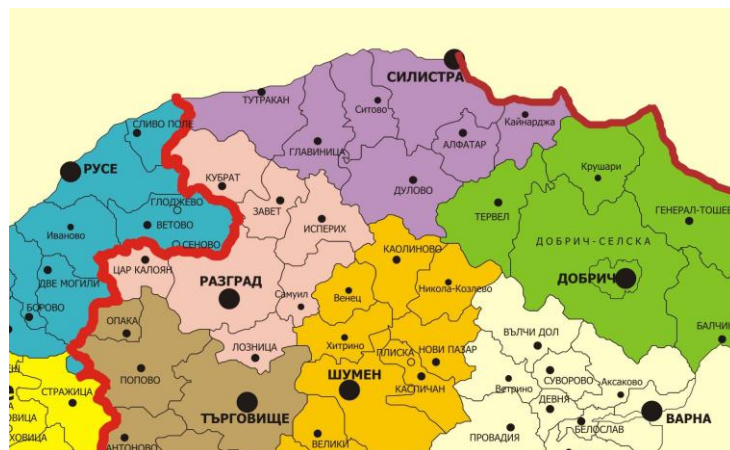 СИЛИСТРА
ТУТРАКАН
Ситово
Кайнарджа
СЛИВО ПОЛЕ
ГЛАВИНИЦА
АЛФАТАР
РУСЕ
КУБРАТ
Крушари
ДУЛОВО
ГЛОДЖЕВО
ЗАВЕТ
ТЕРВЕЛ
ГЕНЕРАЛ-ТОШЕВ
ВЕТОВО
ИСПЕРИХ
Иваново
СЕНОВО
КАОЛИНОВО
ДОБРИЧ-СЕЛСКА
ЦАР КАЛОЯН
РАЗГРАД
ДОБРИЧ
ДВЕ МОГИЛИ
Никола-Козлево
Самуил
Венец
БОРОВО
ОПАКА
ВЪЛЧИ ДОЛ
БАЛЧИК
Хитрино
ЛОЗНИЦА
ПЛИСКА
НОВИ ПАЗАР
ПОПОВО
ШУМЕН
Ветрино
СУВОРОВО
Аксаково
СТРАЖИЦА
КАСПИЧАН
ДЕВНЯ
ОВИЦА
ТЪРГОВИЩЕ
ВАРНА
БЕЛОСЛАВ
ХОВИЦА
АНТОНОВО
ВЕЛИКИ
ПРОВАДИЯ